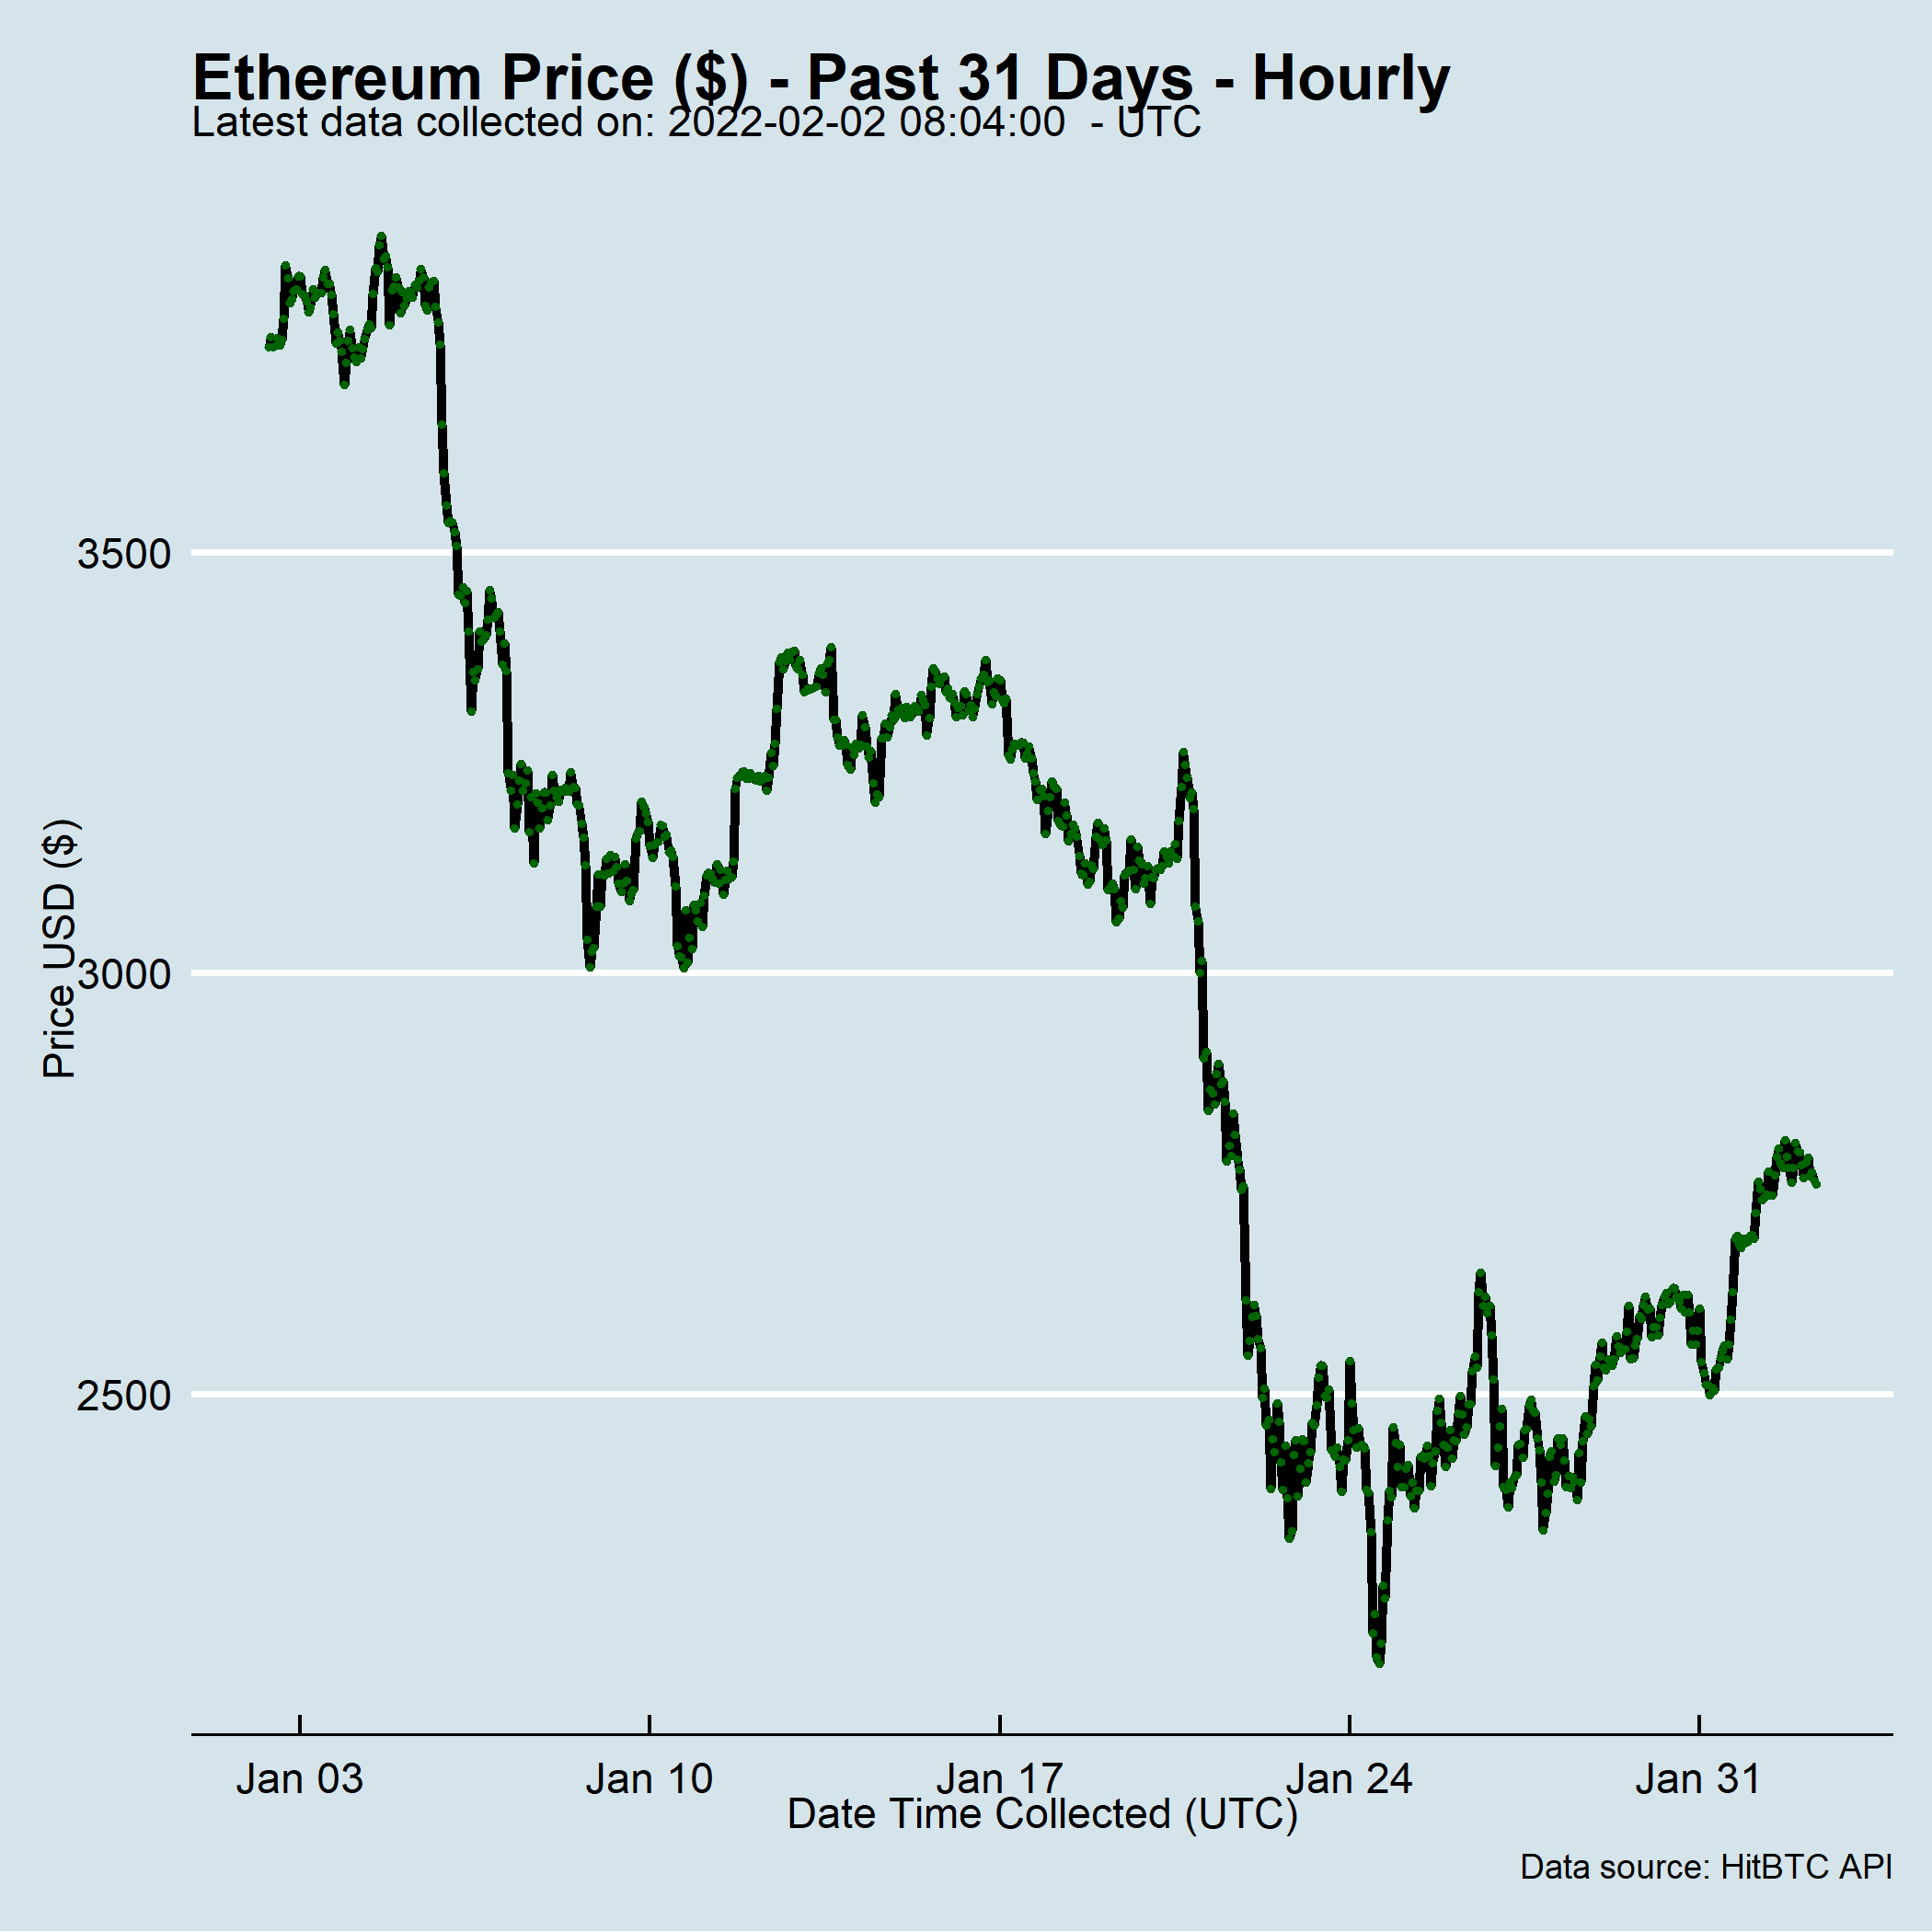 Ethereum Price ($) - Past 31 Days - Hourly
Latest data collected on: 2022-02-02 08:04:00  - UTC
3500
3000
2500
Price USD ($)
Jan 03
Jan 10
Jan 17
Jan 24
Jan 31
Date Time Collected (UTC)
Data source: HitBTC API